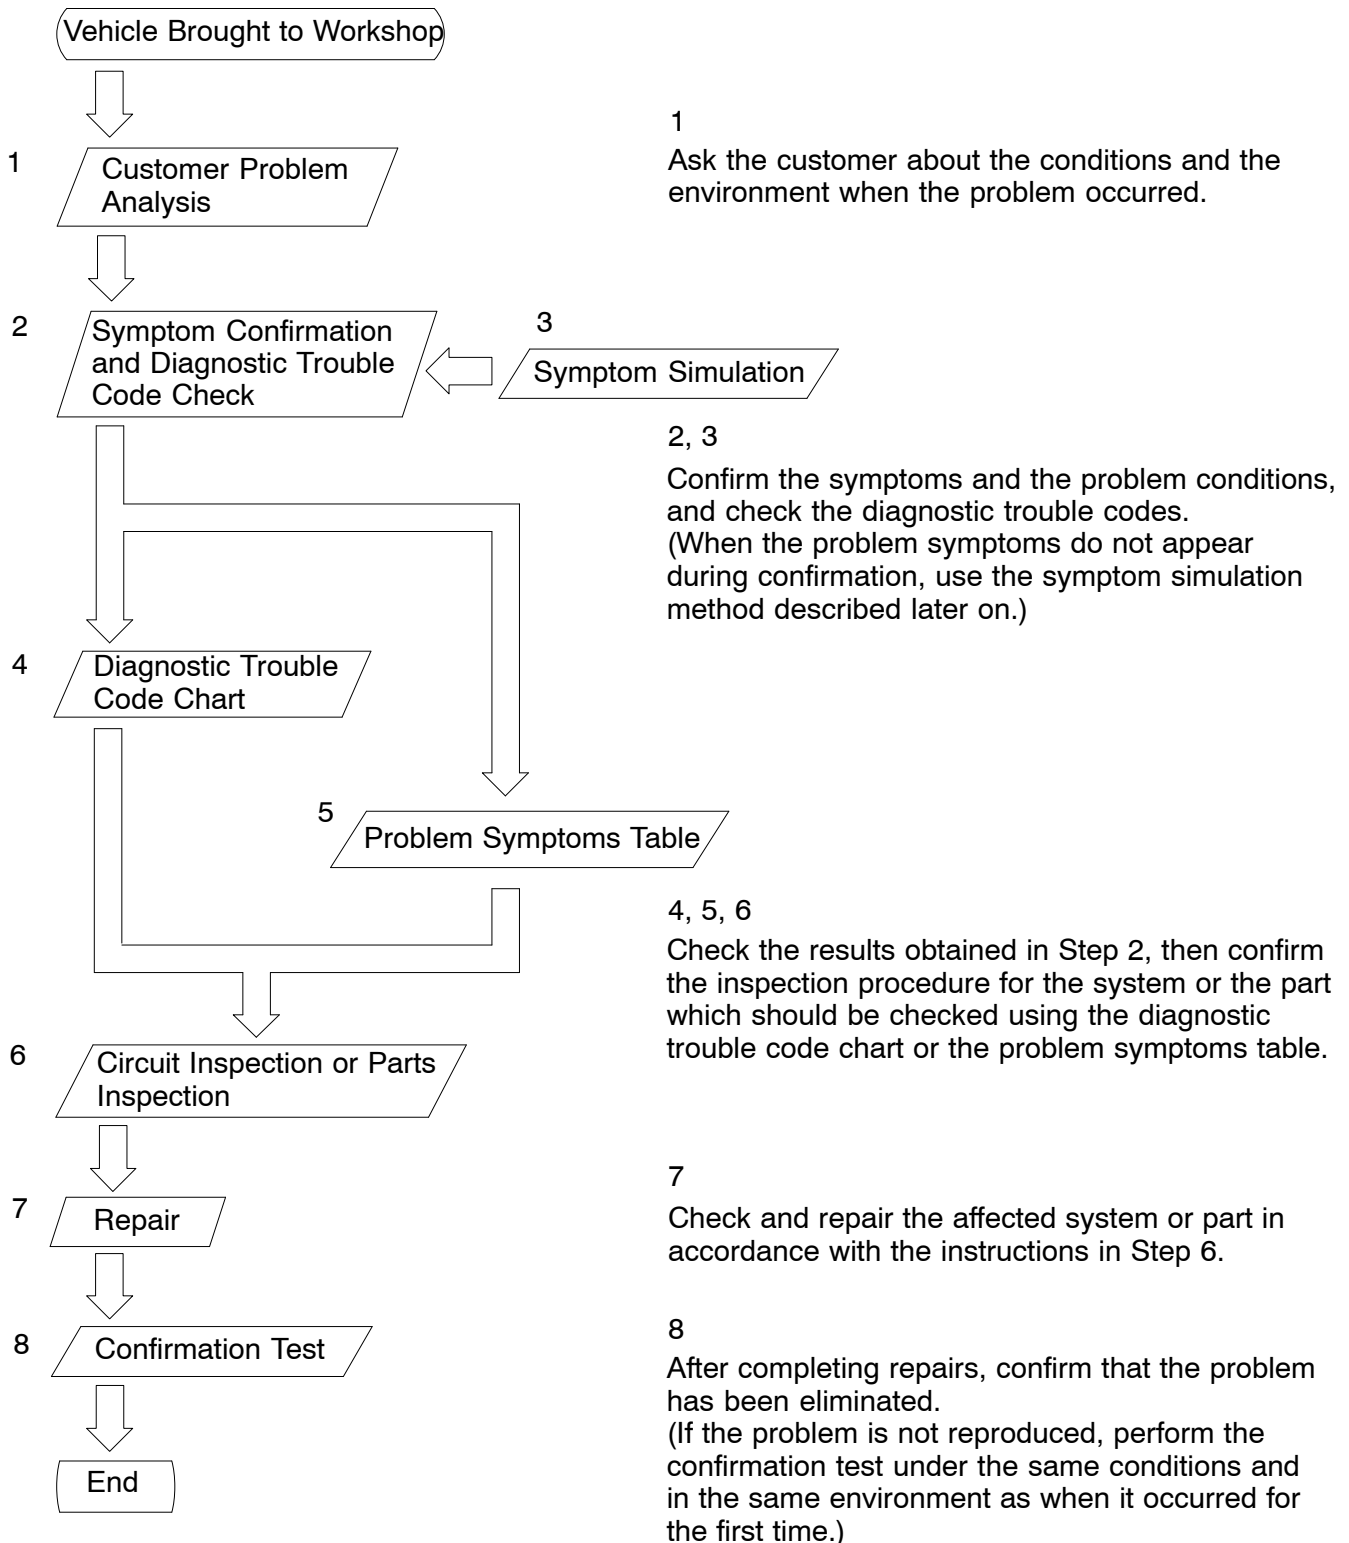 Vehicle Brought to Workshop
1
Customer Problem
Analysis
1
Ask the customer about the conditions and the
environment when the problem occurred.
2
Symptom Confirmation
and Diagnostic Trouble
Code Check
3
Symptom Simulation
2, 3
Confirm the symptoms and the problem conditions,
and check the diagnostic trouble codes.
(When the problem symptoms do not appear
during confirmation, use the symptom simulation
method described later on.)
4
Diagnostic Trouble
Code Chart
5
Problem Symptoms Table
4, 5, 6
Check the results obtained in Step 2, then confirm
the inspection procedure for the system or the part
which should be checked using the diagnostic
trouble code chart or the problem symptoms table.
6
Circuit Inspection or Parts
Inspection
7
Repair
7
Check and repair the affected system or part in
accordance with the instructions in Step 6.
8
Confirmation Test
8
After completing repairs, confirm that the problem
has been eliminated.
(If the problem is not reproduced, perform the
confirmation test under the same conditions and
in the same environment as when it occurred for
the first time.)
End